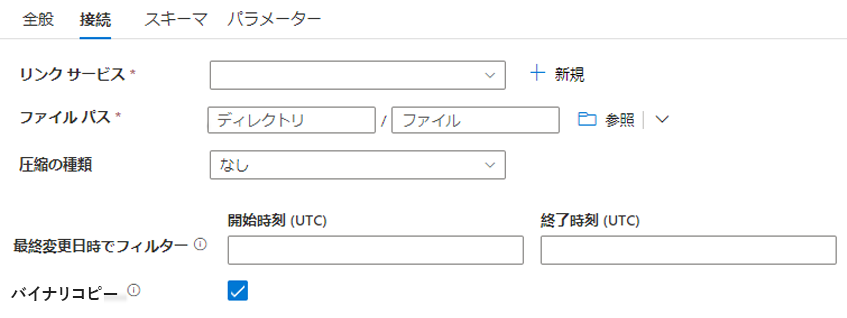 全般 接続 スキーマ パラメーター
リンク サービス * 新規
ファイル パス * ディレクトリ / ファイル 参照
圧縮の種類 なし
開始時刻 (UTC) 終了時刻 (UTC)
最終変更日時でフィルター
バイナリコピー